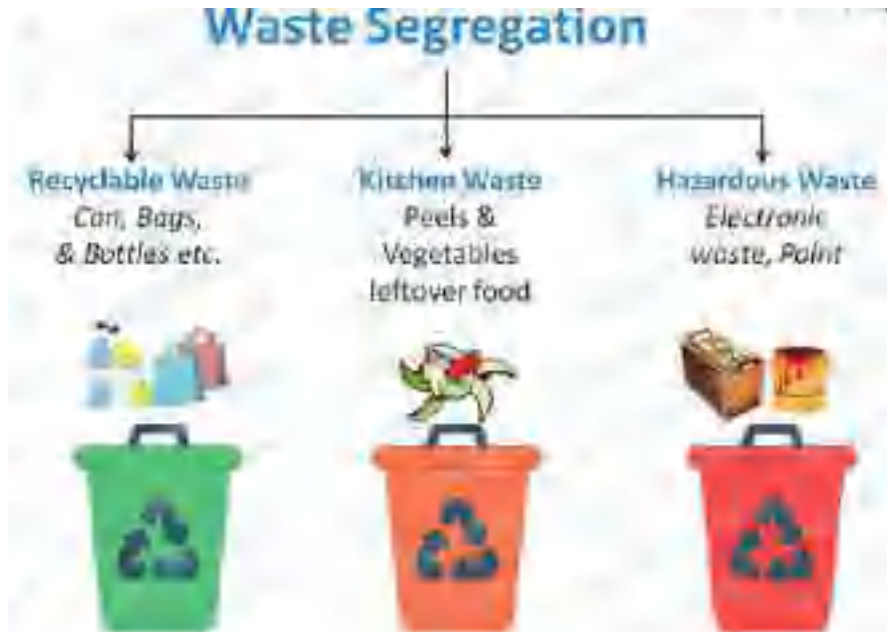 Waste Segregation
Recyclable Waste
Can, Bags,
& Bottles etc.
Kitchen Waste
Peels &
Vegetables
leftover food
Hazardous Waste
Electronic
waste, Paint